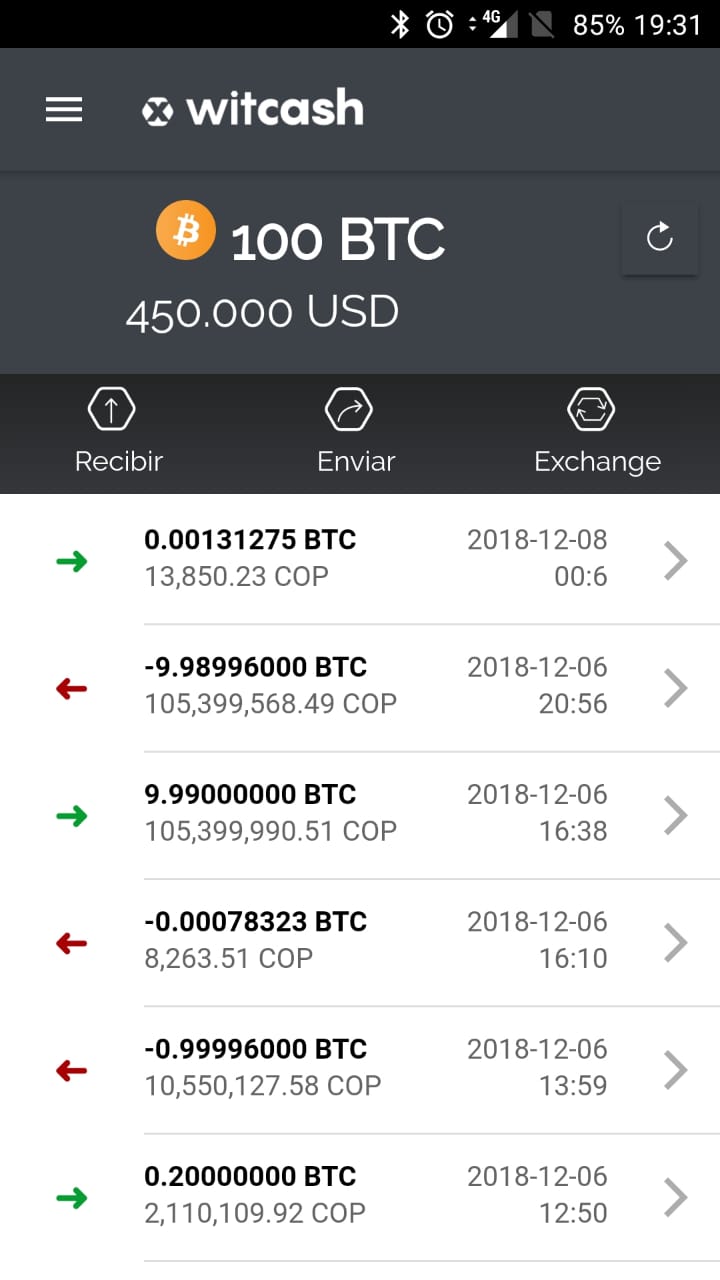 4G 85% 19:31
witcash
100 BTC
450.000 USD
Recibir Enviar Exchange
0.00131275 BTC 2018-12-08
13,850.23 COP 00:6
-9.98996000 BTC 2018-12-06
105,399,568.49 COP 20:56
9.99000000 BTC 2018-12-06
105,399,990.51 COP 16:38
-0.00078323 BTC 2018-12-06
8,263.51 COP 16:10
-0.99996000 BTC 2018-12-06
10,550,127.58 COP 13:59
0.20000000 BTC 2018-12-06
2,110,109.92 COP 12:50